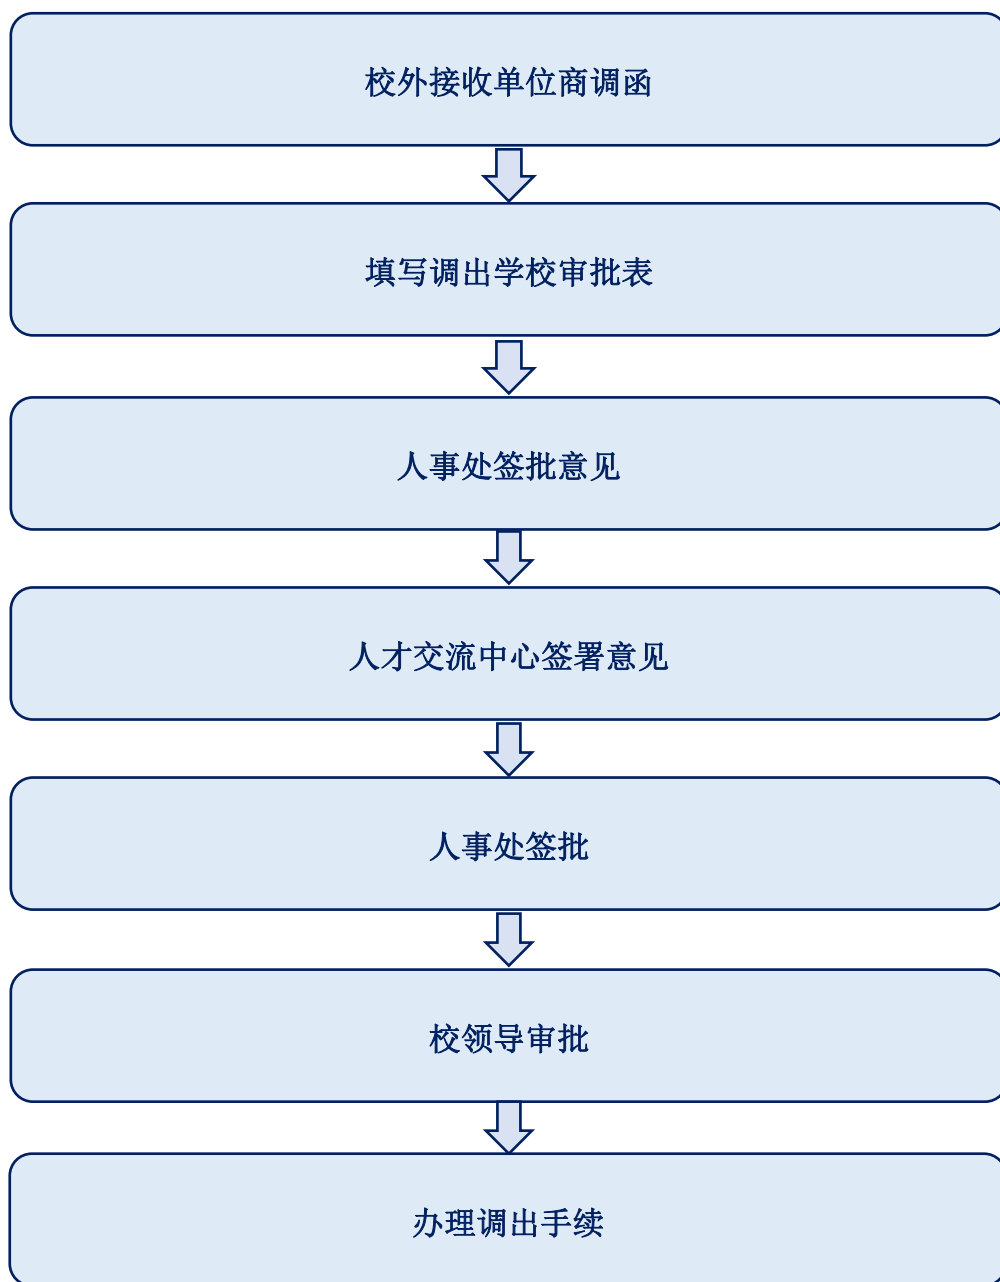 校外接收单位商调函
填写调出学校审批表
人事处签批意见
人才交流中心签署意见
人事处签批
校领导审批
办理调出手续